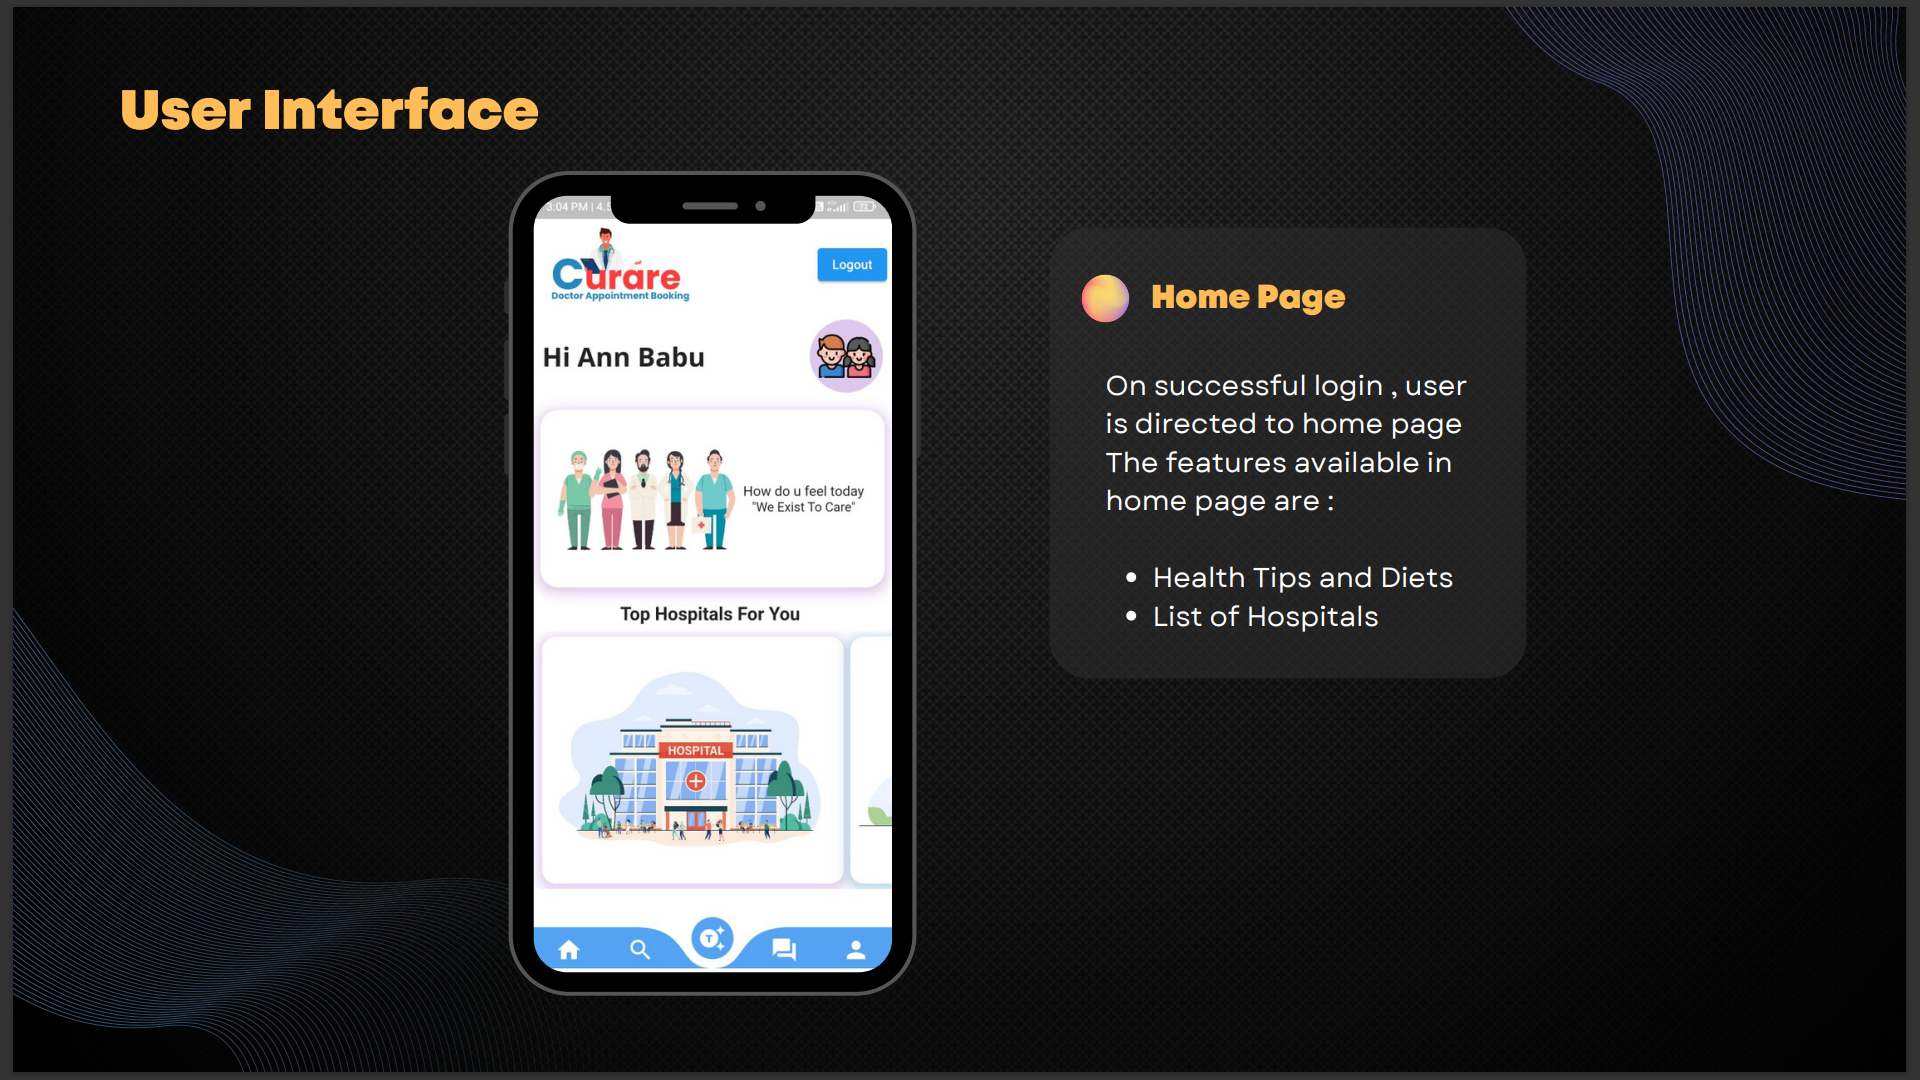 User Interface
3:04 PM | 4.
Curare
Doctor Appointment Booking
Logout
Hi Ann Babu
How do u feel today
"We Exist To Care"
Top Hospitals For You
HOSPITAL
T
Home Page
On successful login , user
is directed to home page
The features available in
home page are :
• Health Tips and Diets
• List of Hospitals